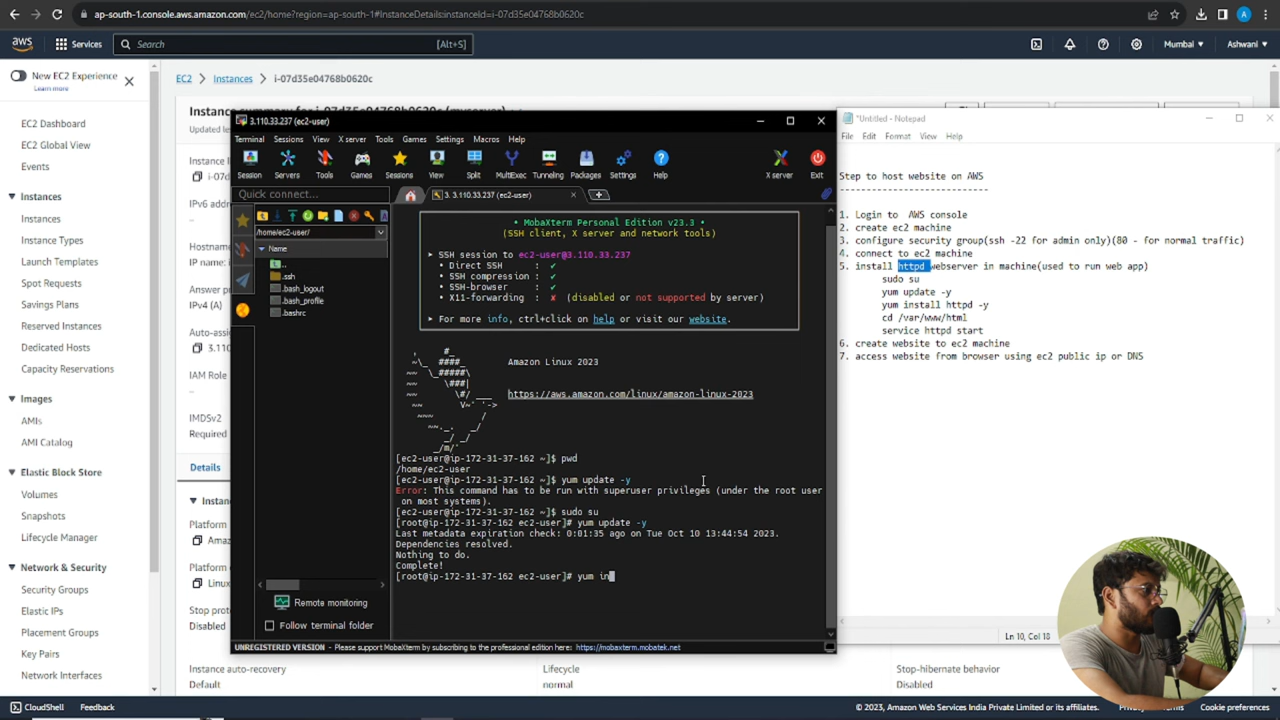 ap-south-1.console.aws.amazon.com/ec2/home?region=ap-south-1#InstanceDetails:instanceId=i-07d35e04768b0620c
A
aws
Services
Search
[Alt+S]
Mumbai
Ashwani
New EC2 Experience
Learn more
EC2 Dashboard
EC2 Global View
Events
Instances
Instances
Instance Types
Launch Templates
Spot Requests
Savings Plans
Reserved Instances
Dedicated Hosts
Capacity Reservations
Images
AMIs
AMI Catalog
Elastic Block Store
Volumes
Snapshots
Lifecycle Manager
Network & Security
Security Groups
Elastic IPs
Placement Groups
Key Pairs
Network Interfaces
CloudShell
Feedback
EC2
Instances
i-07d35e04768b0620c
Instance summary for i-07d35e04768b0620c (myserver)
Updated les
Instance I
i-07
IPv6 addr
-
Hostnam
IP na
Answer p
IPv4 (A)
Auto-assi
3.110
IAM Role
-
IMDSv2
Required
Details
Instan
Platform
Amaz
Platform
Linux
Stop prote
Disabled
Instance auto-recovery
Default
Lifecycle
normal
Stop-hibernate behavior
Disabled
3.110.33.237 (ec2-user)
Terminal Sessions View X server Tools Games Settings Macros Help
Session Servers Tools Games Sessions View Split MultiExec Tunneling Packages Settings Help
X server Exit
Quick connect...
3. 3.110.33.237 (ec2-user)
/home/ec2-user/
Name
..
.ssh
.bash_logout
.bash_profile
.bashrc
Remote monitoring
Follow terminal folder
• MobaXterm Personal Edition v23.3 •
(SSH client, X server and network tools)
➤ SSH session to ec2-user@3.110.33.237
• Direct SSH : ✔
• SSH compression : ✔
• SSH-browser : ✔
• X11-forwarding : ✘ (disabled or not supported by server)
➤ For more info, ctrl+click on help or visit our website.
, #_
~\_ ####_ Amazon Linux 2023
~~ \_#####\
~~ \###|
~~ \#/ ___ https://aws.amazon.com/linux/amazon-linux-2023
~~ V~' '->
~~~ /
~~._. _/
_/ _/
_/m/'
[ec2-user@ip-172-31-37-162 ~]$ pwd
/home/ec2-user
[ec2-user@ip-172-31-37-162 ~]$ yum update -y
Error: This command has to be run with superuser privileges (under the root user
on most systems).
[ec2-user@ip-172-31-37-162 ~]$ sudo su
[root@ip-172-31-37-162 ec2-user]# yum update -y
Last metadata expiration check: 0:01:35 ago on Tue Oct 10 13:44:54 2023.
Dependencies resolved.
Nothing to do.
Complete!
[root@ip-172-31-37-162 ec2-user]# yum in
UNREGISTERED VERSION - Please support MobaXterm by subscribing to the professional edition here: https://mobaxterm.mobatek.net
*Untitled - Notepad
File Edit Format View Help
Step to host website on AWS
-----------------------------
1. Login to AWS console
2. create ec2 machine
3. configure security group(ssh -22 for admin only)(80 - for normal traffic)
4. connect to ec2 machine
5. install httpd webserver in machine(used to run web app)
sudo su
yum update -y
yum install httpd -y
cd /var/www/html
service httpd start
6. create website to ec2 machine
7. access website from browser using ec2 public ip or DNS
Ln 10, Col 18
© 2023, Amazon Web Services India Private Limited or its affiliates.
Terms
Cookie preferences